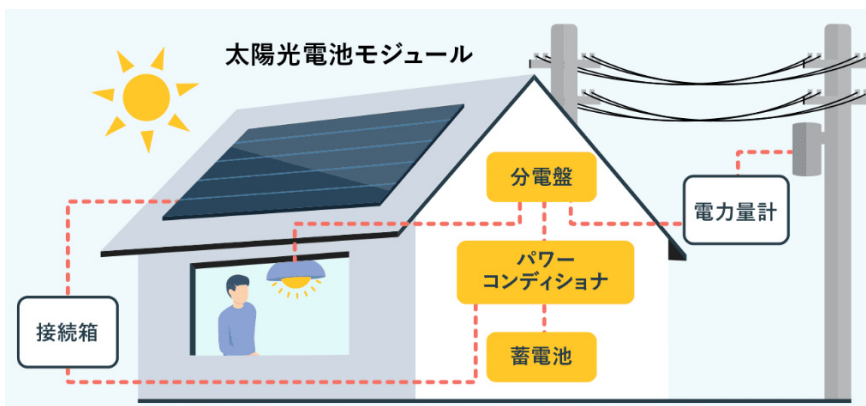 太陽光電池モジュール
分電盤
電力量計
パワー
コンディショナ
接続箱
蓄電池